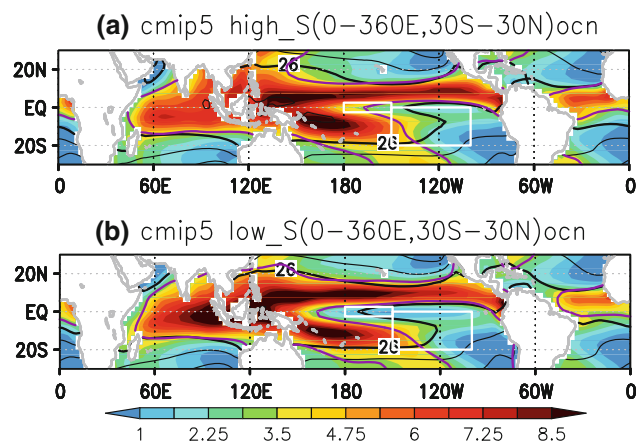 (a) cmip5 high_S(0−360E,30S−30N)ocn
20N
EQ
20S
26
26
0 60E 120E 180 120W 60W 0
(b) cmip5 low_S(0−360E,30S−30N)ocn
20N
EQ
20S
26
26
0 60E 120E 180 120W 60W 0
1 2.25 3.5 4.75 6 7.25 8.5